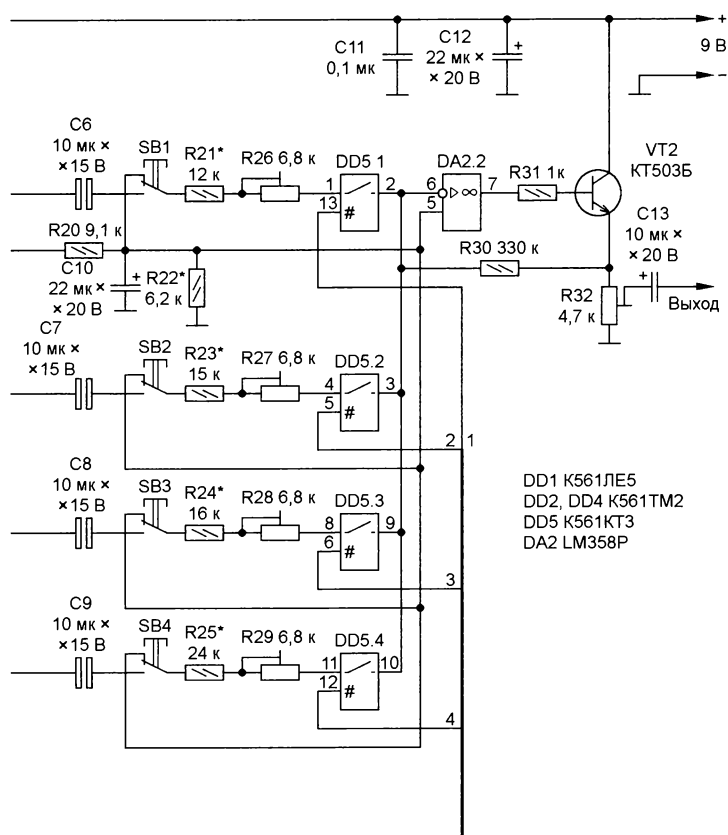 +
9 В
−
C11
0,1 мк
C12
22 мк ×
× 20 В
+
C6
10 мк ×
×15 В
SB1
R21*
12 к
R26 6,8 к
DD5 1
1
2
13
#
DA2.2
6
5
▷ ∞
7
R31 1к
VT2
КТ503Б
R20 9,1 к
C10
22 мк ×
× 20 В
+
R22*
6,2 к
R30 330 к
C13
10 мк ×
× 20 В
+
R32
4,7 к
Выход
C7
10 мк ×
×15 В
SB2
R23*
15 к
R27 6,8 к
DD5.2
4
3
5
#
2
1
C8
10 мк ×
×15 В
SB3
R24*
16 к
R28 6,8 к
DD5.3
8
9
6
#
3
DD1 К561ЛЕ5
DD2, DD4 К561ТМ2
DD5 К561КТ3
DA2 LM358P
C9
10 мк ×
×15 В
SB4
R25*
24 к
R29 6,8 к
DD5.4
11
10
12
#
4